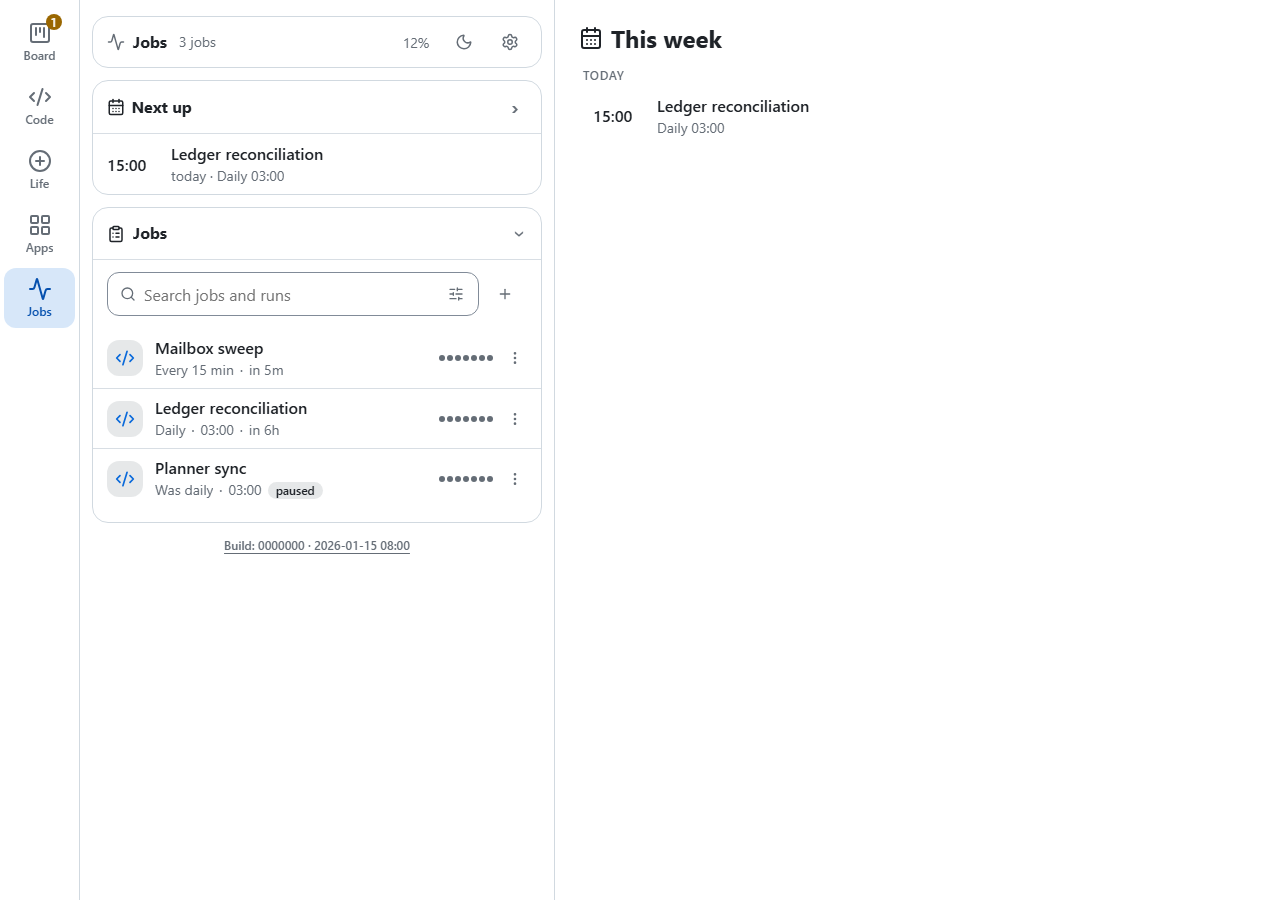 1
Board
Code
Life
Apps
Jobs
Jobs 3 jobs 12%
Next up
15:00 Ledger reconciliation
today · Daily 03:00
Jobs
Search jobs and runs
Mailbox sweep
Every 15 min · in 5m
Ledger reconciliation
Daily · 03:00 · in 6h
Planner sync
Was daily · 03:00 paused
Build: 0000000 · 2026-01-15 08:00
This week
TODAY
15:00 Ledger reconciliation
Daily 03:00